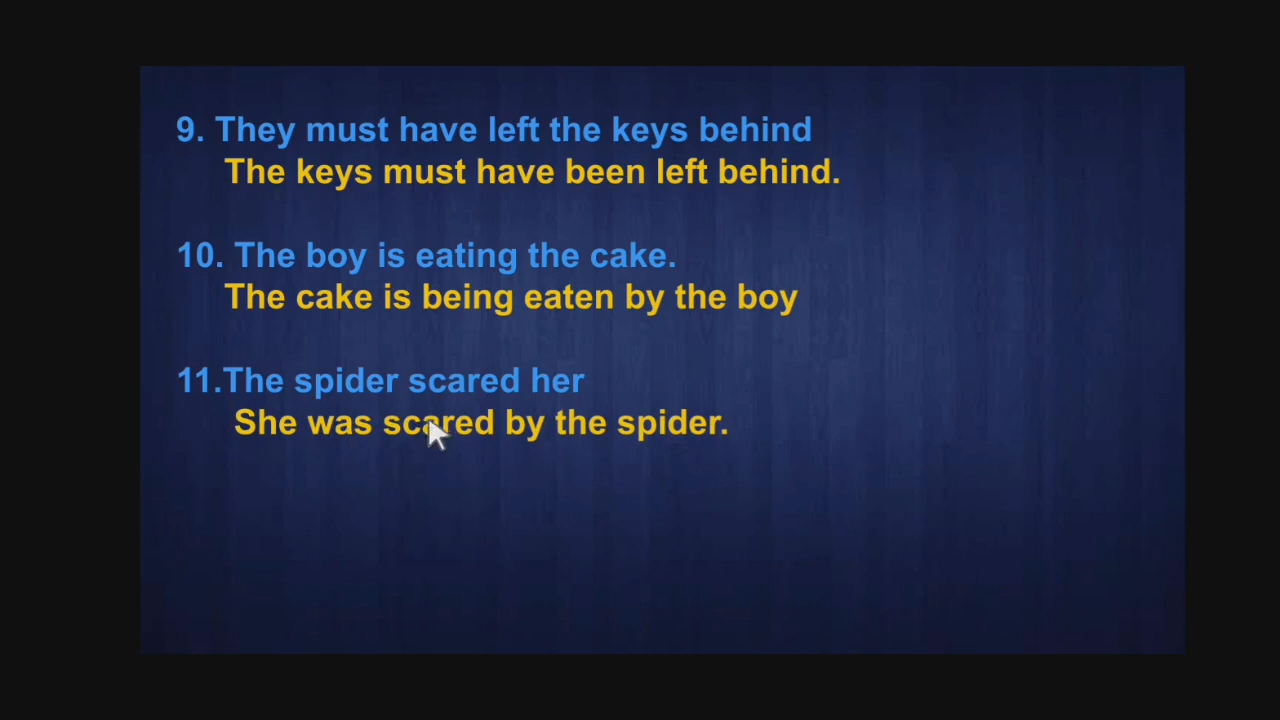 9. They must have left the keys behind
The keys must have been left behind.
10. The boy is eating the cake.
The cake is being eaten by the boy
11.The spider scared her
She was scared by the spider.